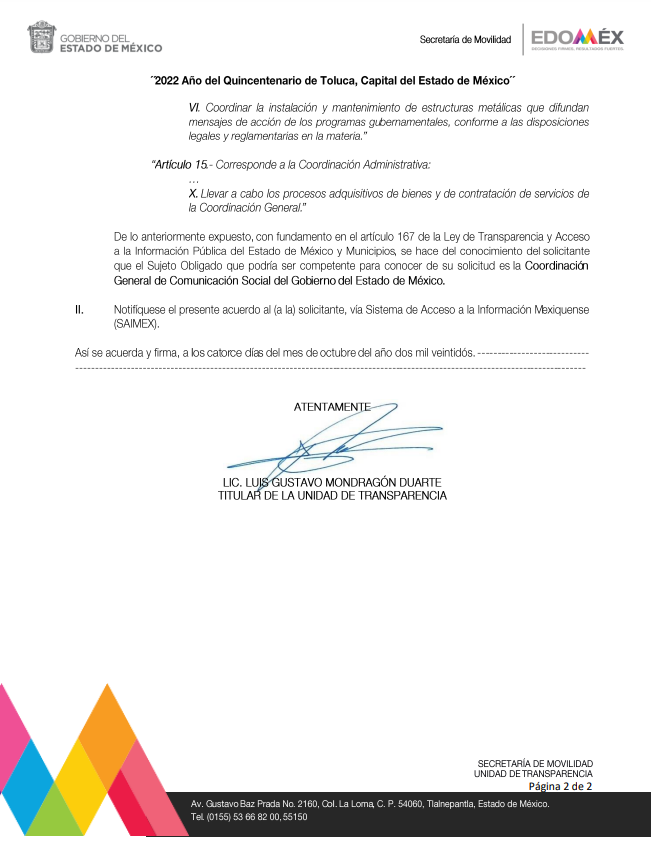 GOBIERNO DEL
ESTADO DE MÉXICO
Secretaría de Movilidad
EDOMÉX
DECISIONES FIRMES, RESULTADOS FUERTES.
´´2022 Año del Quincentenario de Toluca, Capital del Estado de México´´
VI. Coordinar la instalación y mantenimiento de estructuras metálicas que difundan
mensajes de acción de los programas gubernamentales, conforme a las disposiciones
legales y reglamentarias en la materia.”
“Artículo 15.- Corresponde a la Coordinación Administrativa:
…
X. Llevar a cabo los procesos adquisitivos de bienes y de contratación de servicios de
la Coordinación General.”
De lo anteriormente expuesto, con fundamento en el artículo 167 de la Ley de Transparencia y Acceso
a la Información Pública del Estado de México y Municipios, se hace del conocimiento del solicitante
que el Sujeto Obligado que podría ser competente para conocer de su solicitud es la Coordinación
General de Comunicación Social del Gobierno del Estado de México.
II. Notifíquese el presente acuerdo al (a la) solicitante, vía Sistema de Acceso a la Información Mexiquense
(SAIMEX).
Así se acuerda y firma, a los catorce días del mes de octubre del año dos mil veintidós. ----------------------------
--------------------------------------------------------------------------------------------------------------------------------
ATENTAMENTE
LIC. LUIS GUSTAVO MONDRAGÓN DUARTE
TITULAR DE LA UNIDAD DE TRANSPARENCIA
SECRETARÍA DE MOVILIDAD
UNIDAD DE TRANSPARENCIA
Página 2 de 2
Av. Gustavo Baz Prada No. 2160, Col. La Loma, C. P. 54060, Tlalnepantla, Estado de México.
Tel. (0155) 53 66 82 00, 55150